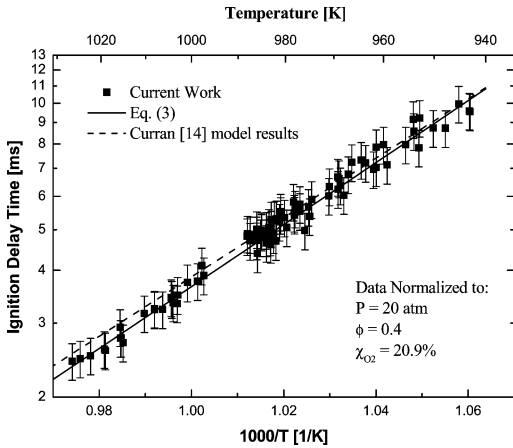 Temperature [K]
1020 1000 980 960 940
13
12
11
10
9
8
7
6
5
4
3
2
Ignition Delay Time [ms]
Current Work
Eq. (3)
Curran [14] model results
Data Normalized to:
P = 20 atm
ϕ = 0.4
χO2 = 20.9%
0.98 1.00 1.02 1.04 1.06
1000/T [1/K]